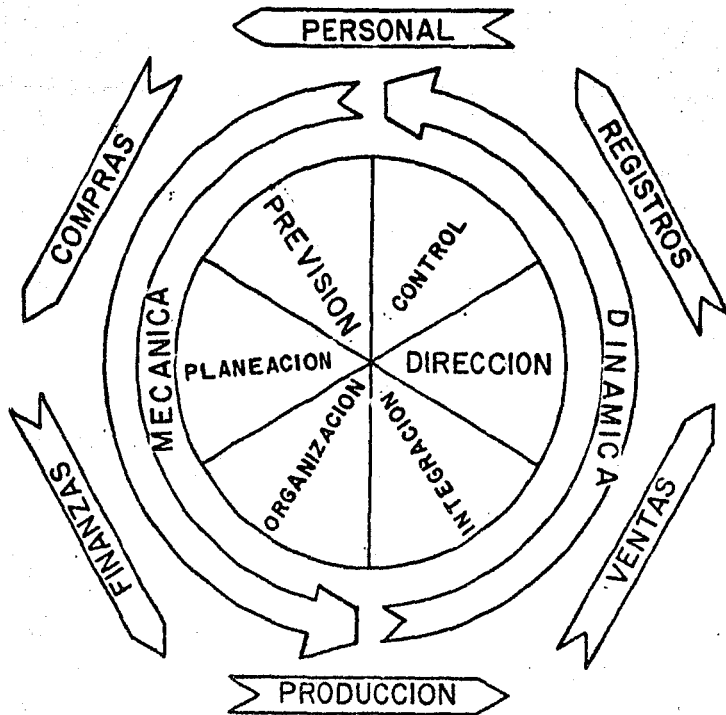 PERSONAL
COMPRAS
REGISTROS
PREVISION
CONTROL
MECANICA
PLANEACION
DIRECCION
DINAMICA
ORGANIZACION
INTEGRACION
FINANZAS
VENTAS
PRODUCCION